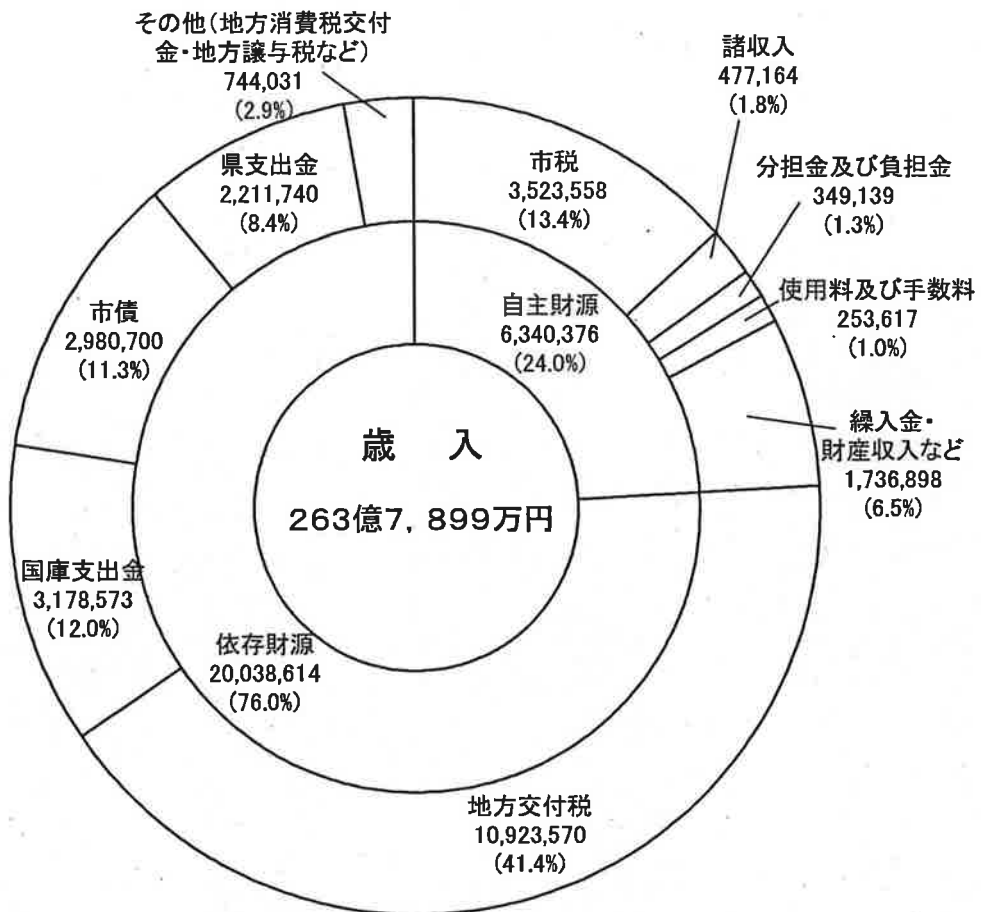 その他(地方消費税交付
金・地方譲与税など)
744,031
(2.9%)
諸収入
477,164
(1.8%)
県支出金
2,211,740
(8.4%)
市税
3,523,558
(13.4%)
分担金及び負担金
349,139
(1.3%)
市債
2,980,700
(11.3%)
自主財源
6,340,376
(24.0%)
使用料及び手数料
253,617
(1.0%)
歳 入
263億7,899万円
繰入金・
財産収入など
1,736,898
(6.5%)
国庫支出金
3,178,573
(12.0%)
依存財源
20,038,614
(76.0%)
地方交付税
10,923,570
(41.4%)